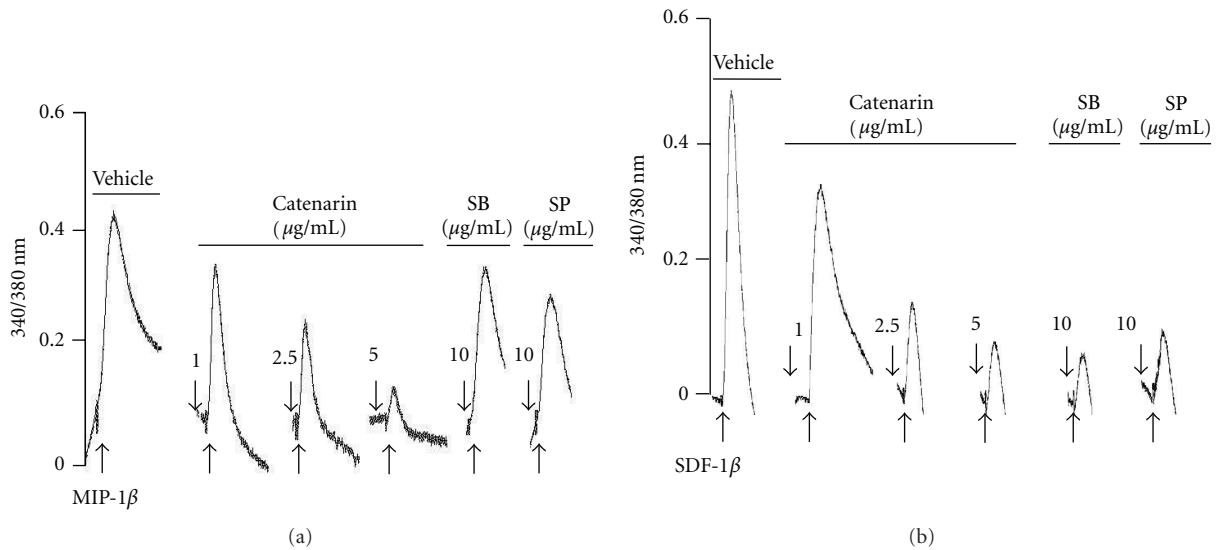 0.6
0.4
0.2
0
340/380 nm
Vehicle
Catenarin
(μg/mL)
SB
(μg/mL)
SP
(μg/mL)
1
2.5
5
10
10
MIP-1β
(a)
0.6
0.4
0.2
0
340/380 nm
Vehicle
Catenarin
(μg/mL)
SB
(μg/mL)
SP
(μg/mL)
1
2.5
5
10
10
SDF-1β
(b)